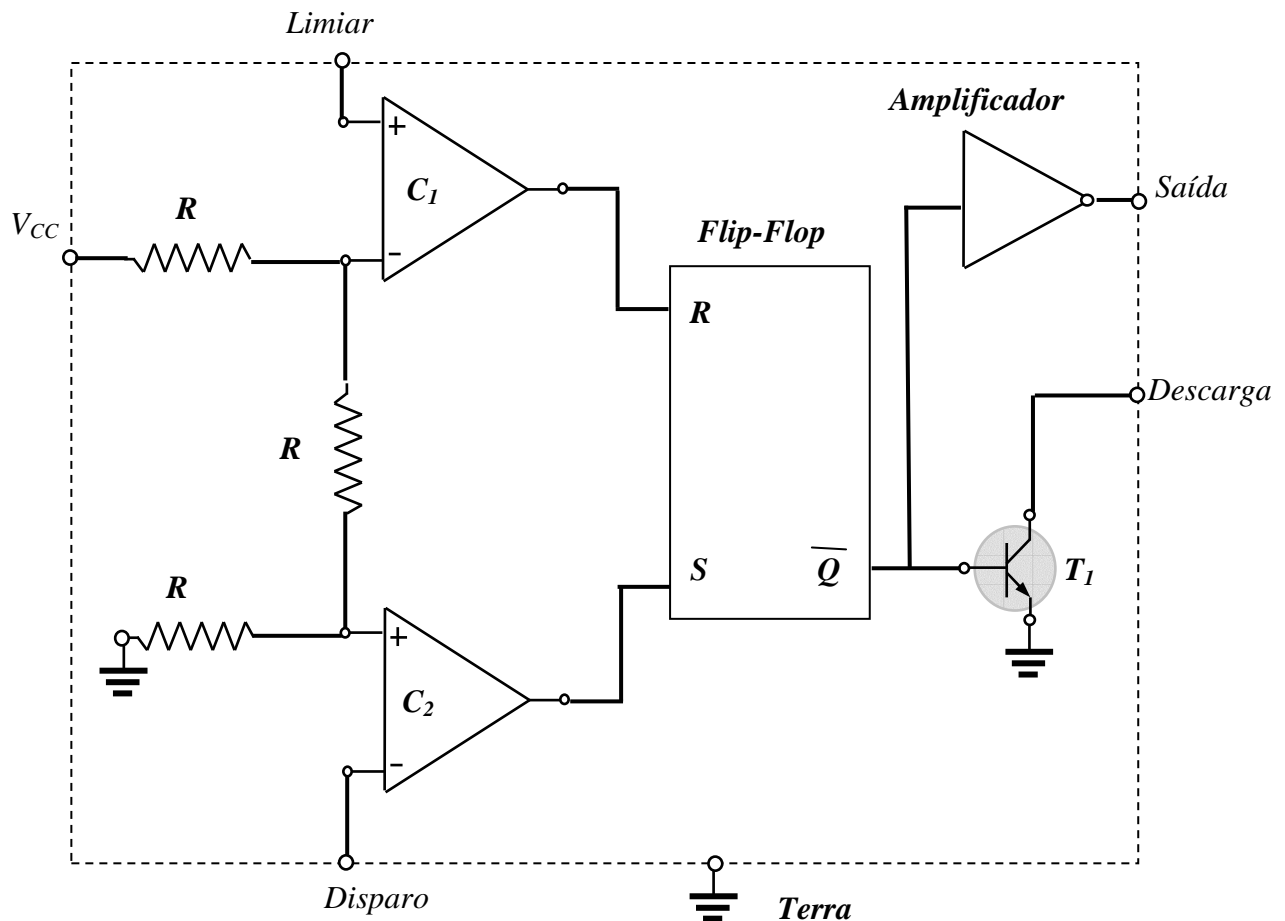 Limiar
Amplificador
+
C1
Saída
R
VCC
Flip-Flop
−
R
Descarga
R
S
Q̅
T1
R
+
C2
−
Disparo
Terra